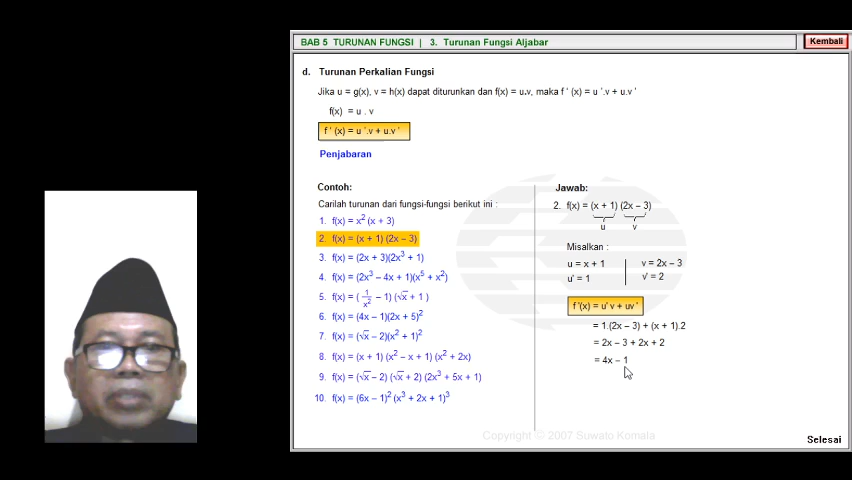 BAB 5 TURUNAN FUNGSI | 3. Turunan Fungsi Aljabar
Kembali
d. Turunan Perkalian Fungsi
Jika u = g(x), v = h(x) dapat diturunkan dan f(x) = u.v, maka f ' (x) = u '.v + u.v '
f(x) = u . v
f ' (x) = u '.v + u.v '
Penjabaran
Contoh:
Carilah turunan dari fungsi-fungsi berikut ini :
1. f(x) = x² (x + 3)
2. f(x) = (x + 1) (2x – 3)
3. f(x) = (2x + 3)(2x³ + 1)
4. f(x) = (2x³ – 4x + 1)(x⁵ + x²)
5. f(x) = (1/x² – 1) (√x + 1 )
6. f(x) = (4x – 1)(2x + 5)²
7. f(x) = (√x – 2)(x² + 1)²
8. f(x) = (x + 1) (x² – x + 1) (x² + 2x)
9. f(x) = (√x – 2) (√x + 2) (2x³ + 5x + 1)
10. f(x) = (6x – 1)² (x³ + 2x + 1)³
Jawab:
2. f(x) = (x + 1) (2x – 3)
u v
Misalkan :
u = x + 1 v = 2x – 3
u' = 1 v' = 2
f '(x) = u' v + uv '
= 1.(2x – 3) + (x + 1).2
= 2x – 3 + 2x + 2
= 4x – 1
Copyright © 2007 Suwato Komala
Selesai